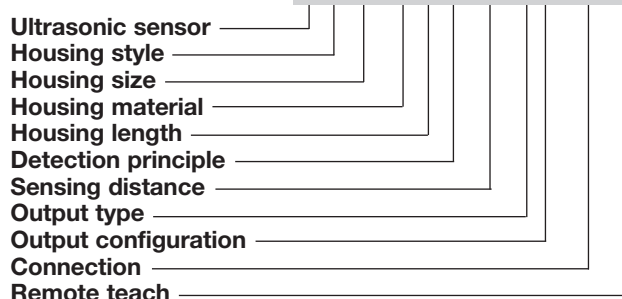 Ultrasonic sensor
Housing style
Housing size
Housing material
Housing length
Detection principle
Sensing distance
Output type
Output configuration
Connection
Remote teach